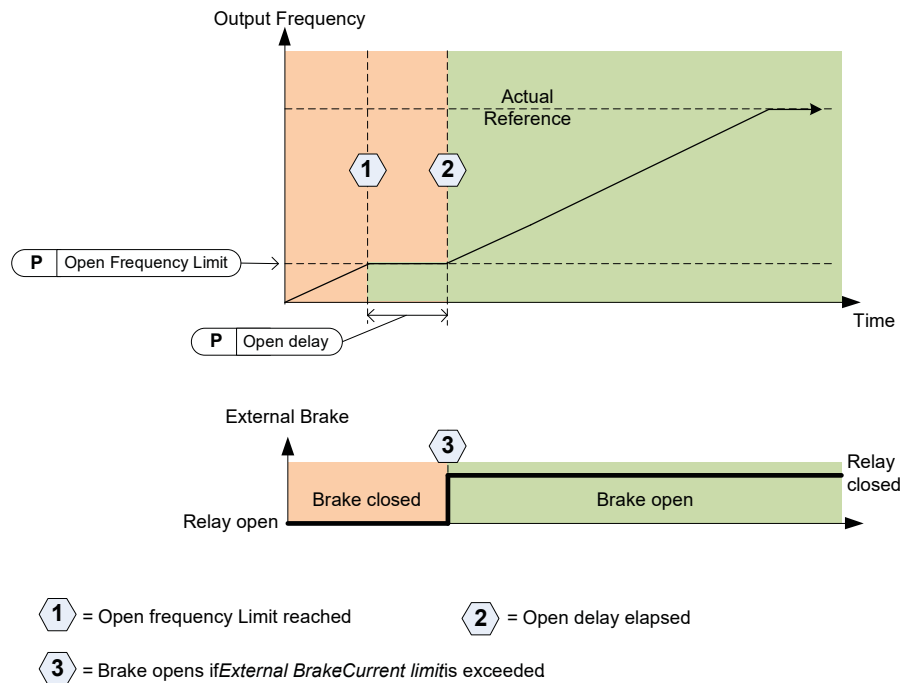 Output Frequency
Actual
Reference
1
2
P Open Frequency Limit
Time
P Open delay
External Brake
3
Relay
closed
Brake closed
Brake open
Relay open
1 = Open frequency Limit reached
2 = Open delay elapsed
3 = Brake opens ifExternal BrakeCurrent limitis exceeded